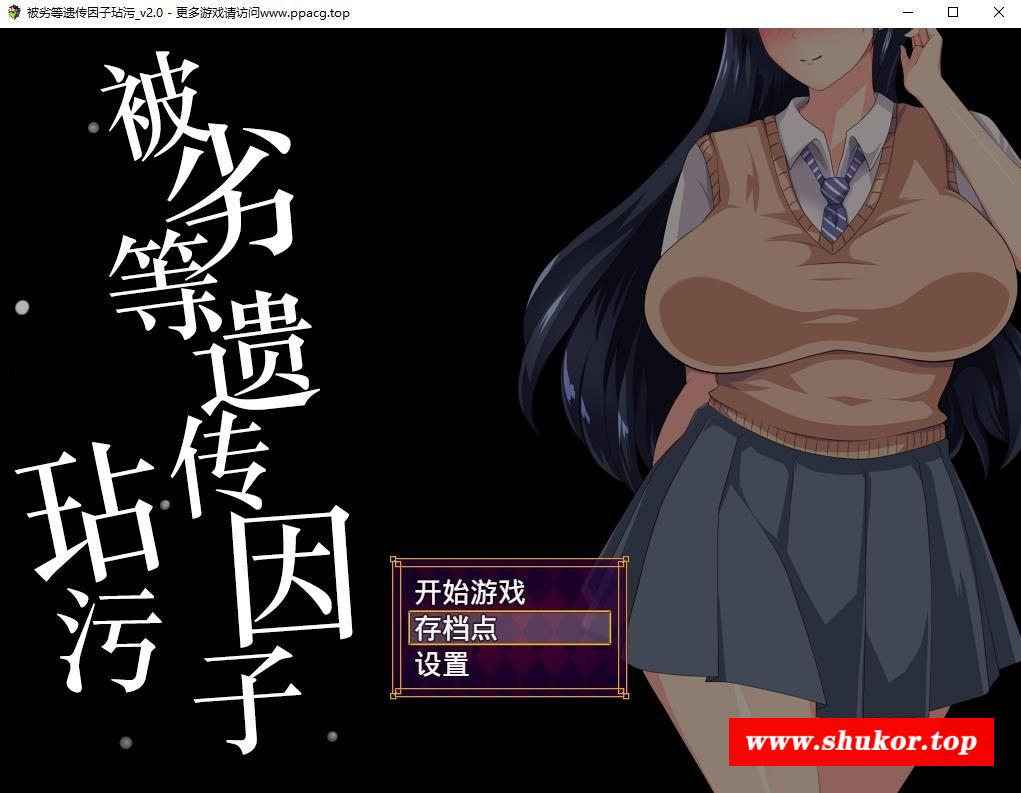 被劣等遗传因子玷污_v2.0 - 更多游戏请访问www.ppacg.top
被劣等遗传因子
玷污
开始游戏
存档点
设置
www.shukor.top